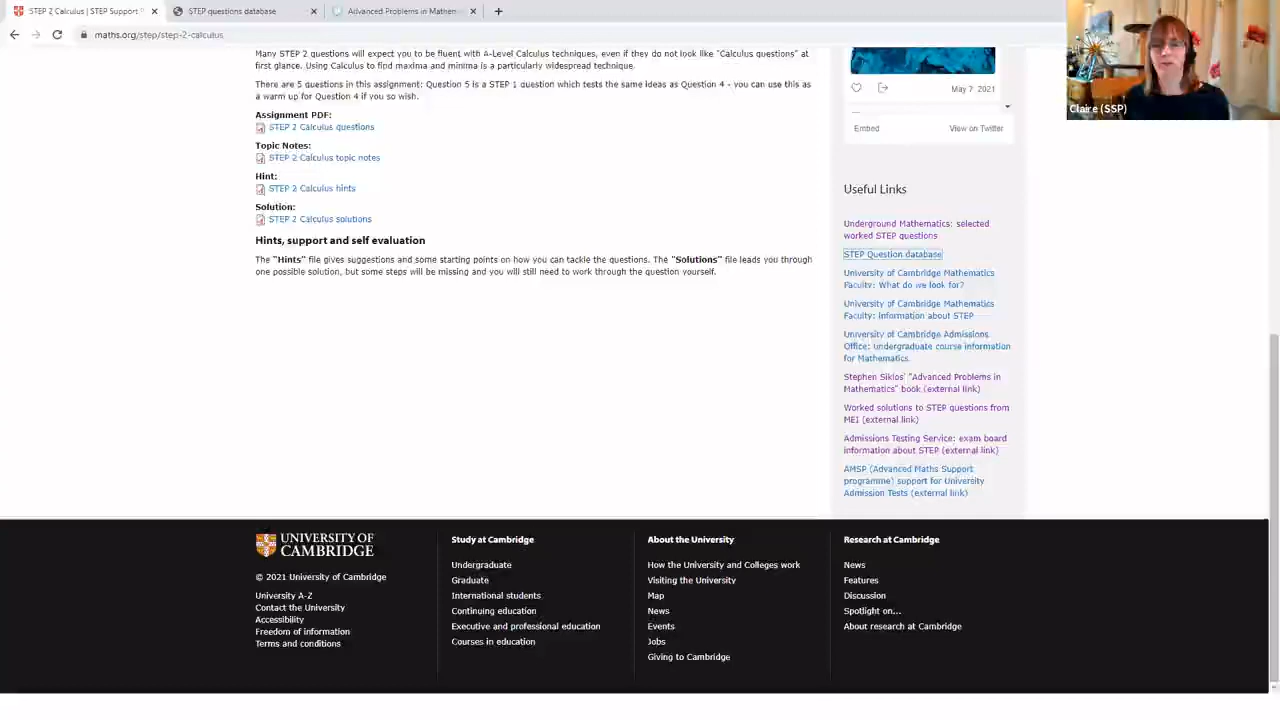 STEP 2 Calculus | STEP Support
STEP questions database
Advanced Problems in Mathem
maths.org/step/step-2-calculus
Many STEP 2 questions will expect you to be fluent with A-Level Calculus techniques, even if they do not look like "Calculus questions" at
first glance. Using Calculus to find maxima and minima is a particularly widespread technique.
There are 5 questions in this assignment: Question 5 is a STEP 1 question which tests the same ideas as Question 4 - you can use this as
a warm up for Question 4 if you so wish.
Assignment PDF:
STEP 2 Calculus questions
Topic Notes:
STEP 2 Calculus topic notes
Hint:
STEP 2 Calculus hints
Solution:
STEP 2 Calculus solutions
Hints, support and self evaluation
The "Hints" file gives suggestions and some starting points on how you can tackle the questions. The "Solutions" file leads you through
one possible solution, but some steps will be missing and you will still need to work through the question yourself.
May 7, 2021
Embed
View on Twitter
Useful Links
Underground Mathematics: selected
worked STEP questions
STEP Question database
University of Cambridge Mathematics
Faculty: What do we look for?
University of Cambridge Mathematics
Faculty: information about STEP
University of Cambridge Admissions
Office: undergraduate course information
for Mathematics.
Stephen Siklos' "Advanced Problems in
Mathematics" book (external link)
Worked solutions to STEP questions from
MEI (external link)
Admissions Testing Service: exam board
information about STEP (external link)
AMSP (Advanced Maths Support
programme) support for University
Admission Tests (external link)
Claire (SSP)
UNIVERSITY OF
CAMBRIDGE
© 2021 University of Cambridge
University A-Z
Contact the University
Accessibility
Freedom of information
Terms and conditions
Study at Cambridge
Undergraduate
Graduate
International students
Continuing education
Executive and professional education
Courses in education
About the University
How the University and Colleges work
Visiting the University
Map
News
Events
Jobs
Giving to Cambridge
Research at Cambridge
News
Features
Discussion
Spotlight on...
About research at Cambridge